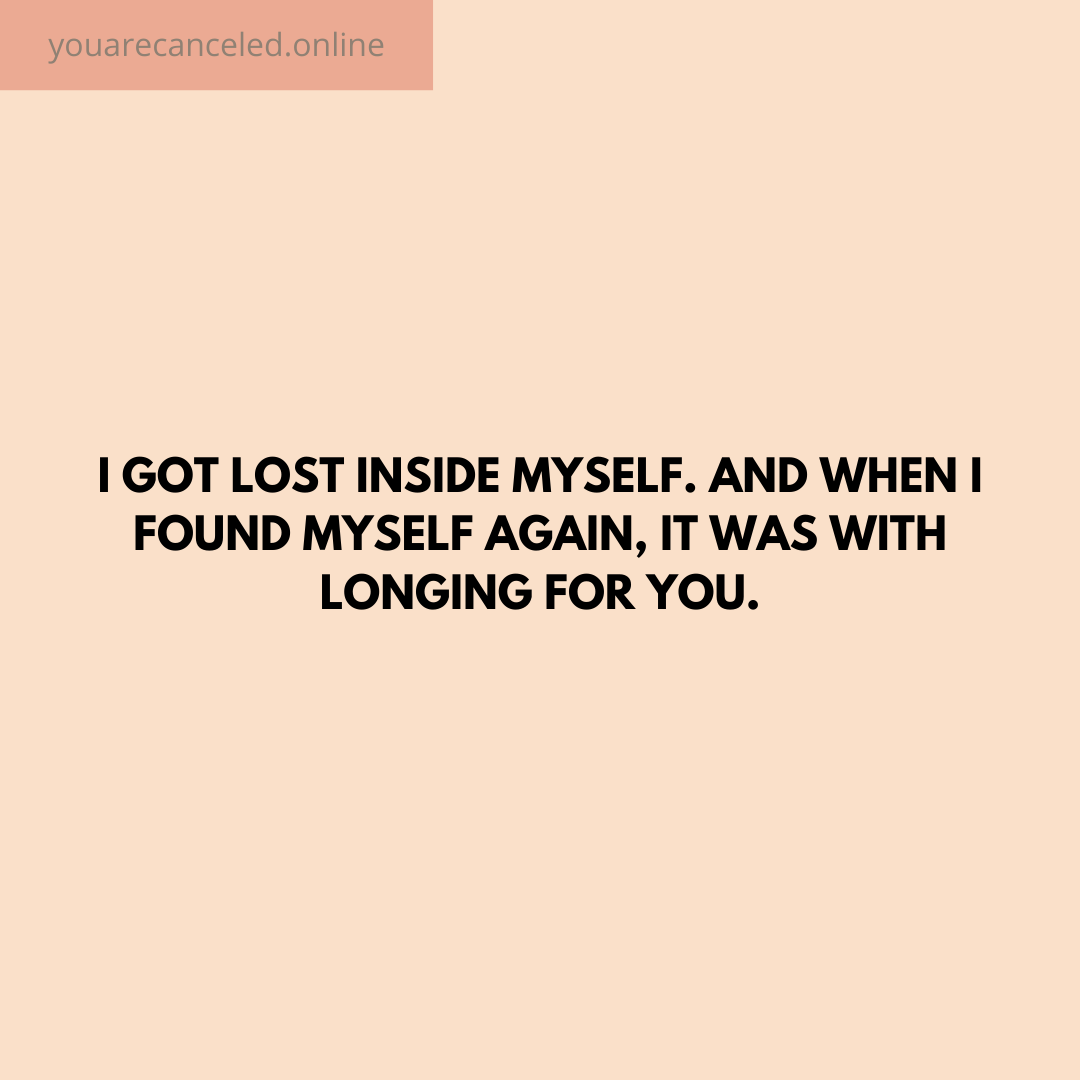 youarecanceled.online
I GOT LOST INSIDE MYSELF. AND WHEN I
FOUND MYSELF AGAIN, IT WAS WITH
LONGING FOR YOU.